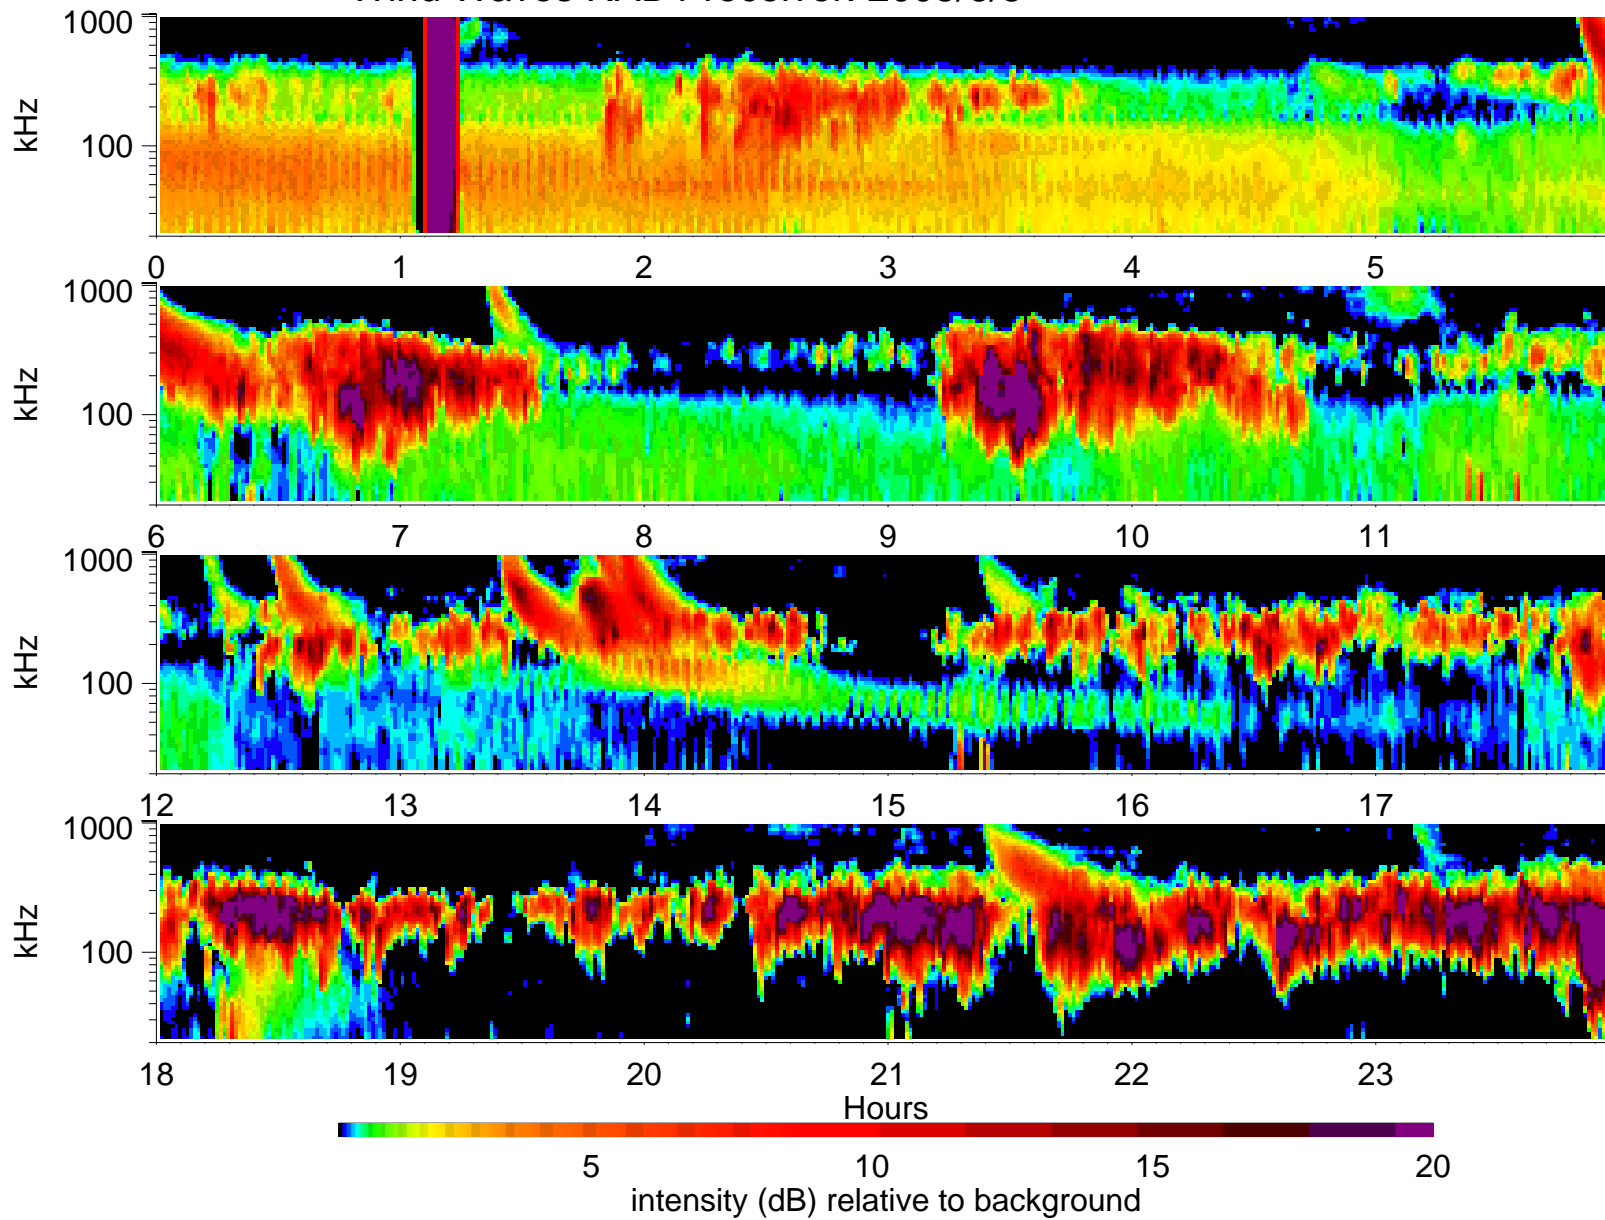 kHz 1000 100
0 1 2 3 4 5
kHz 1000 100
6 7 8 9 10 11
kHz 1000 100
12 13 14 15 16 17
kHz 1000 100
18 19 20 21 22 23
Hours
5 10 15 20
intensity (dB) relative to background